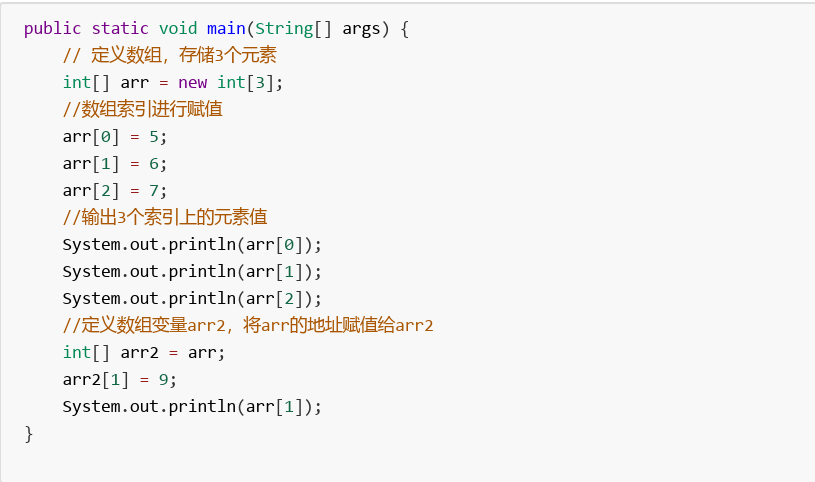 public static void main(String[] args) {
// 定义数组，存储3个元素
int[] arr = new int[3];
//数组索引进行赋值
arr[0] = 5;
arr[1] = 6;
arr[2] = 7;
//输出3个索引上的元素值
System.out.println(arr[0]);
System.out.println(arr[1]);
System.out.println(arr[2]);
//定义数组变量arr2，将arr的地址赋值给arr2
int[] arr2 = arr;
arr2[1] = 9;
System.out.println(arr[1]);
}